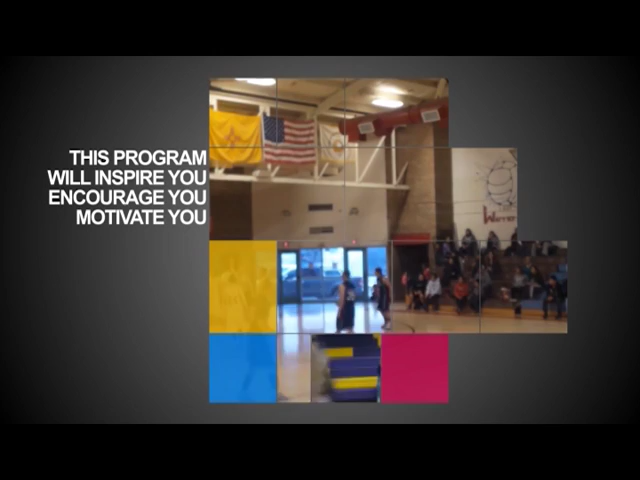 THIS PROGRAM
WILL INSPIRE YOU
ENCOURAGE YOU
MOTIVATE YOU